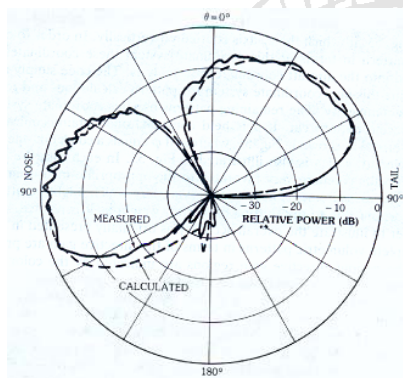 θ = 0°
NOSE
90°
TAIL
90°
MEASURED
RELATIVE POWER (dB)
-30
-20
-10
0
CALCULATED
180°